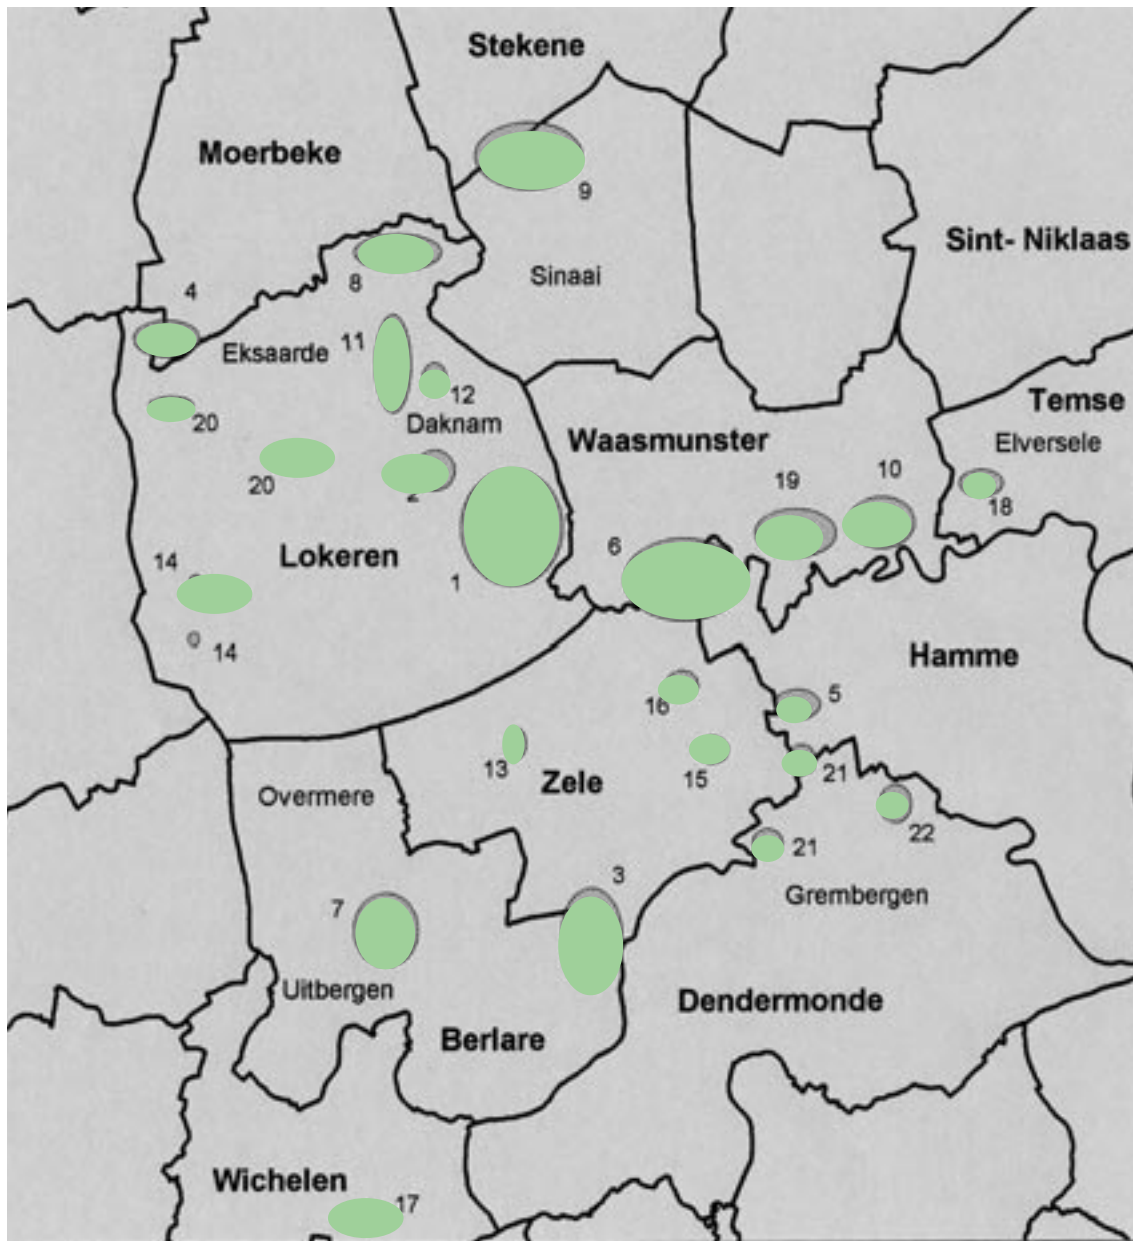 Stekene
Moerbeke
9
Sint- Niklaas
Sinaai
8
4
11
Eksaarde
12
Temse
20
Daknam
Waasmunster
Elversele
10
19
20
2
18
6
Lokeren
14
1
14
Hamme
5
16
13
15
21
Zele
Overmere
22
21
3
Grembergen
7
Uitbergen
Dendermonde
Berlare
Wichelen
17